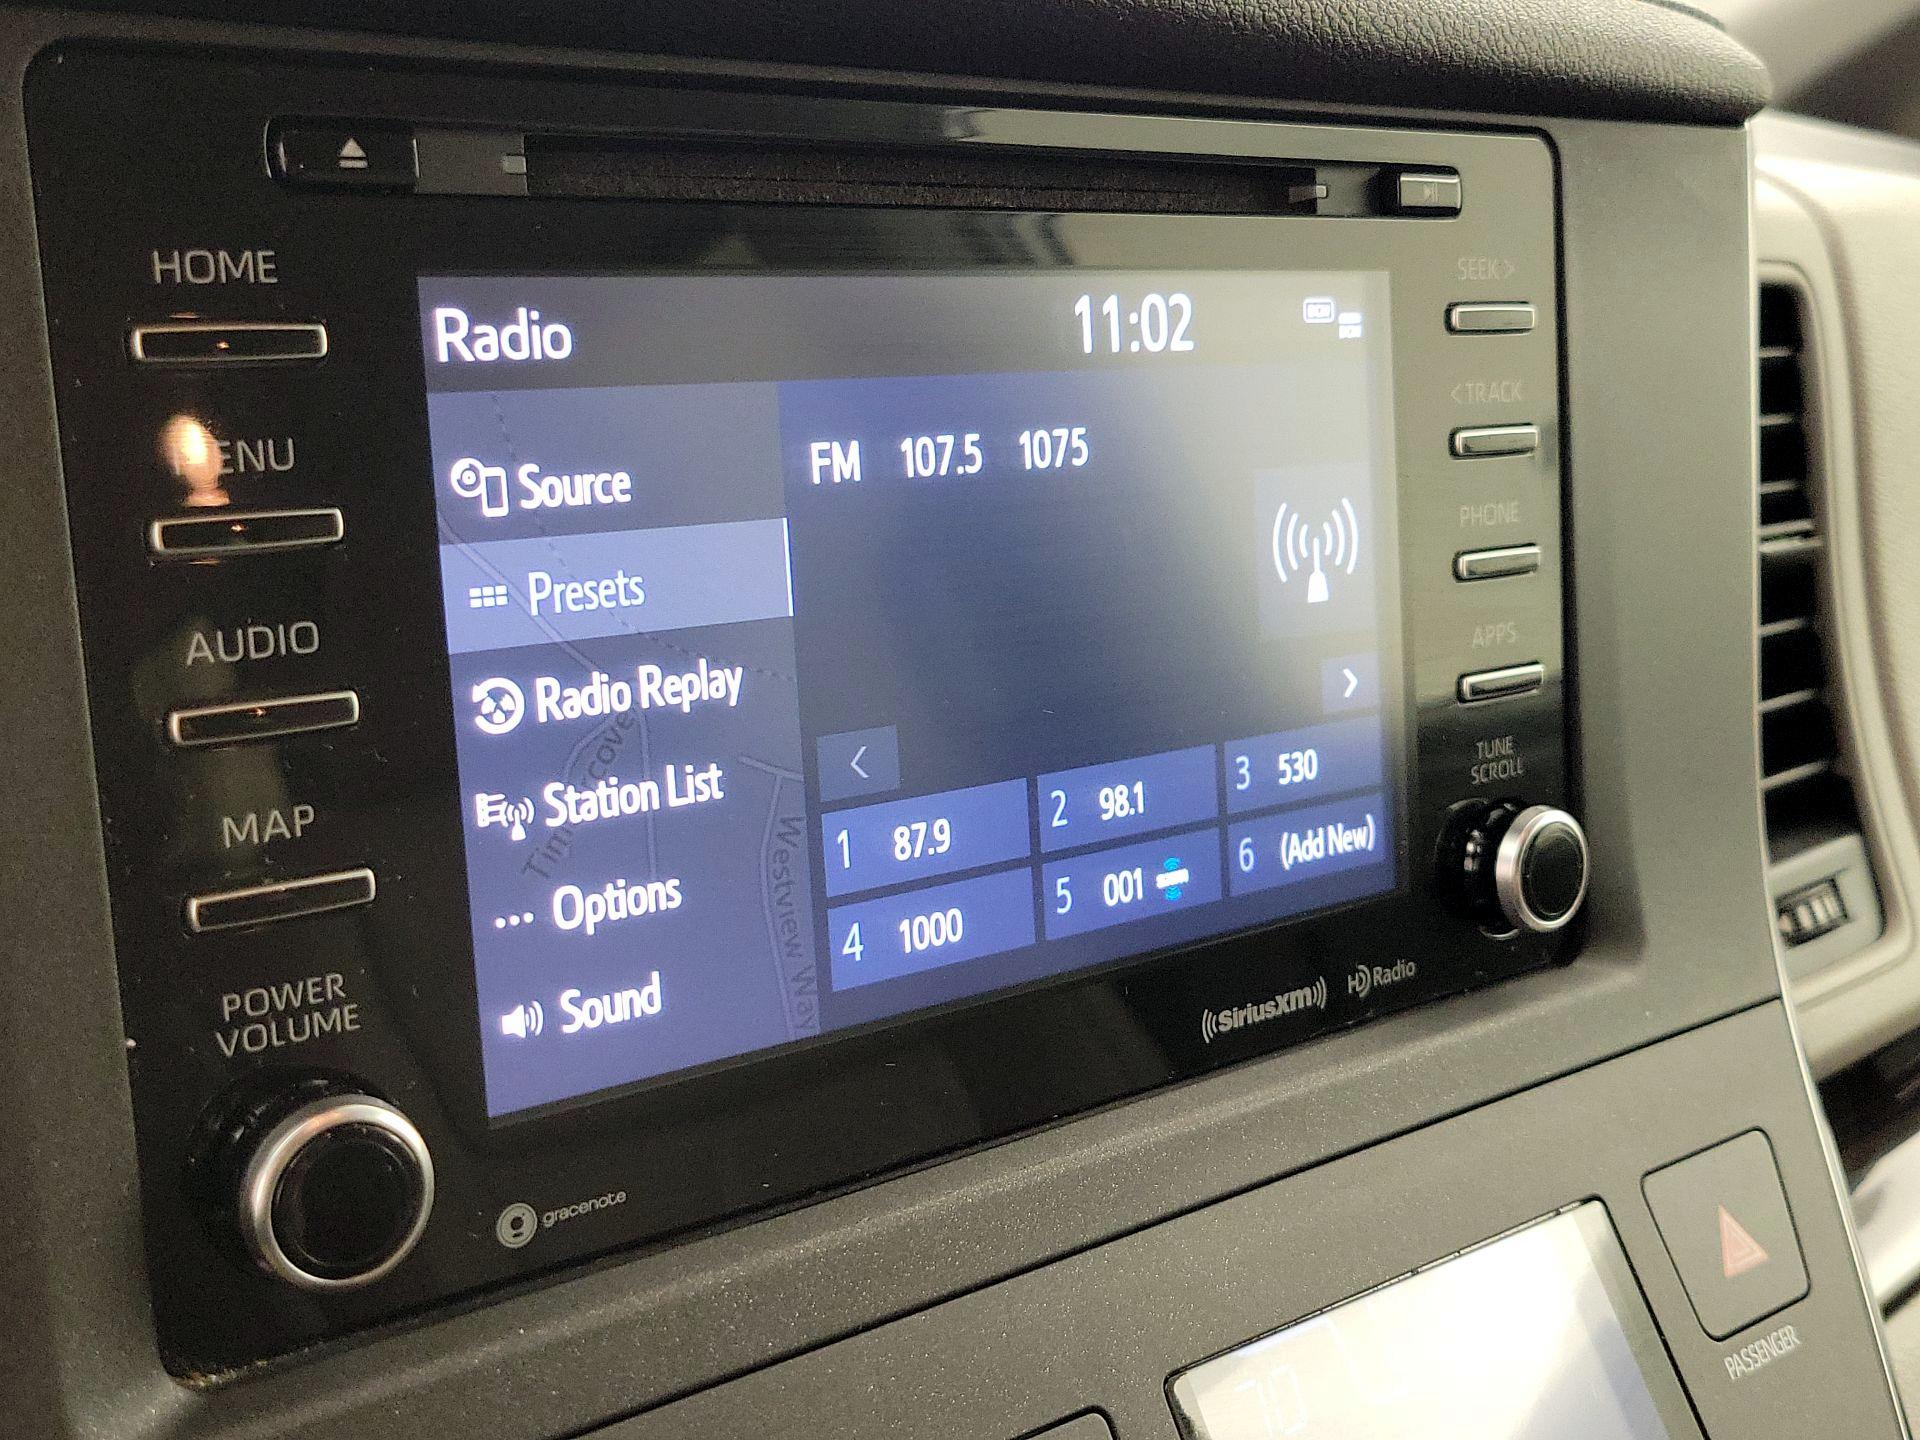 HOME
MENU
AUDIO
MAP
POWER
VOLUME
Radio
11:02
Source
Presets
Radio Replay
Station List
Options
Sound
Westview Way
FM 107.5 1075
1 87.9
2 98.1
3 530
4 1000
5 001
6 (Add New)
SEEK >
< TRACK
PHONE
APPS
TUNE
SCROLL
SiriusXM
HD Radio
gracenote
PASSENGER
70